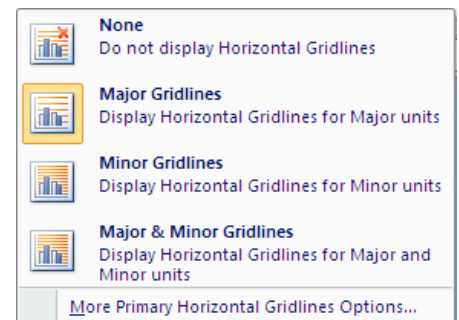 None
Do not display Horizontal Gridlines
Major Gridlines
Display Horizontal Gridlines for Major units
Minor Gridlines
Display Horizontal Gridlines for Minor units
Major & Minor Gridlines
Display Horizontal Gridlines for Major and
Minor units
More Primary Horizontal Gridlines Options...